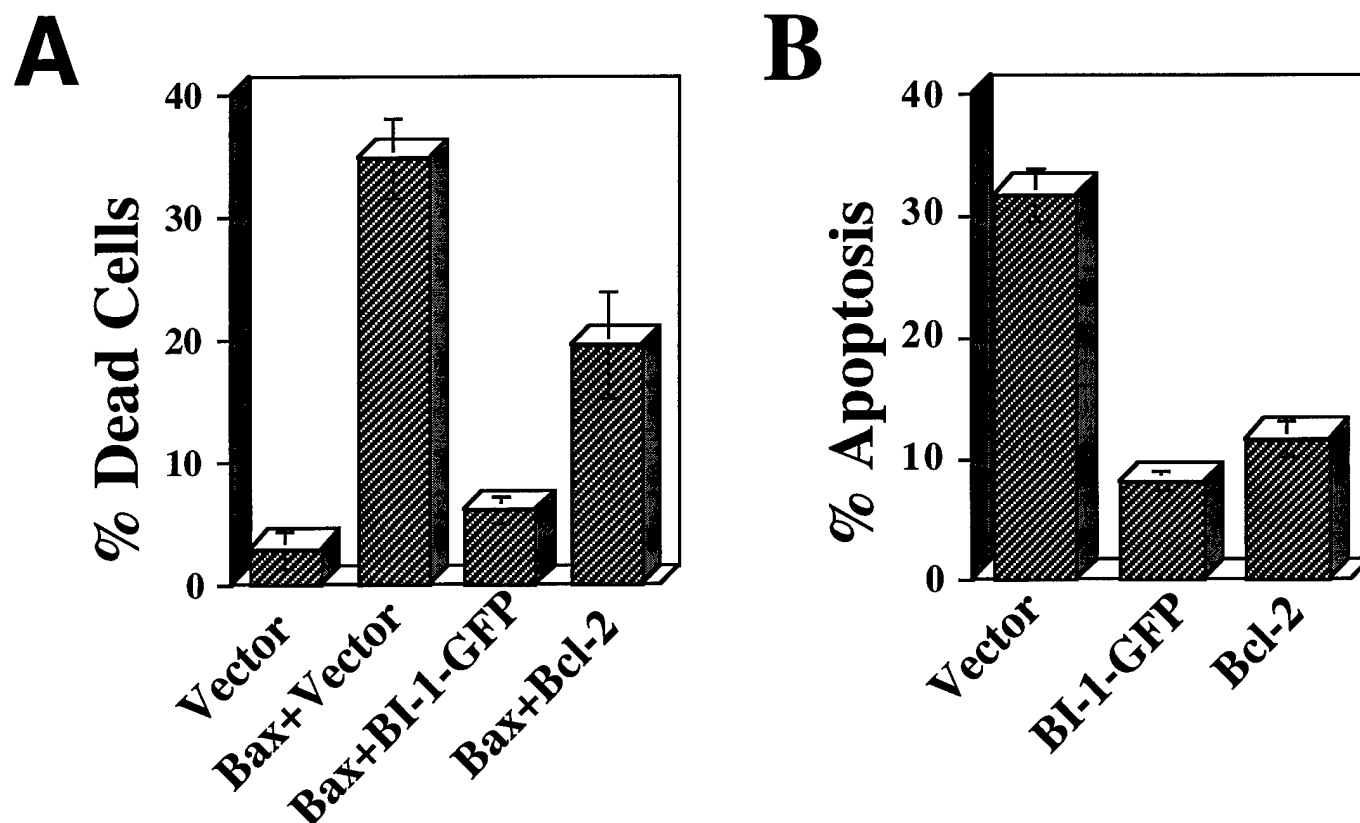 A
% Dead Cells
40
30
20
10
0
Vector
Bax+Vector
Bax+BI-1-GFP
Bax+Bcl-2
B
% Apoptosis
40
30
20
10
0
Vector
BI-1-GFP
Bcl-2